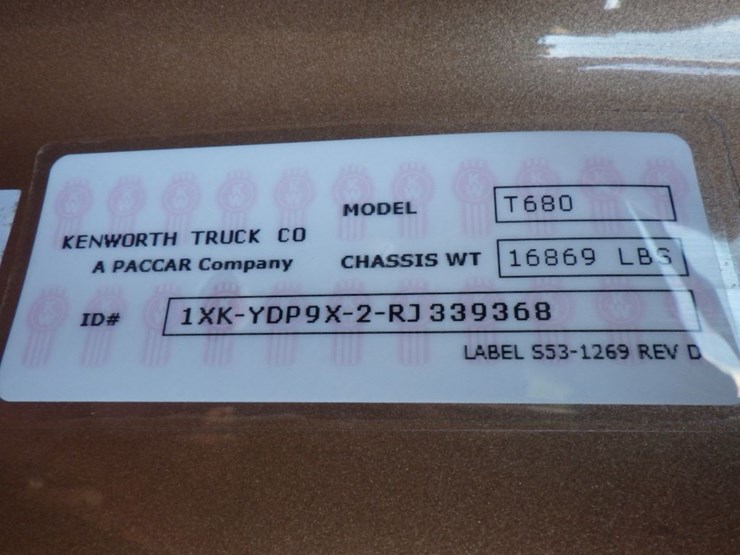 MODEL T680
KENWORTH TRUCK CO
A PACCAR Company
CHASSIS WT 16869 LBS
ID# 1XK-YDP9X-2-RJ339368
LABEL S53-1269 REV D